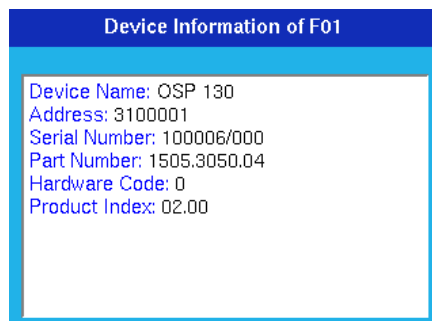 Device Information of F01
Device Name: OSP 130
Address: 3100001
Serial Number: 100006/000
Part Number: 1505.3050.04
Hardware Code: 0
Product Index: 02.00